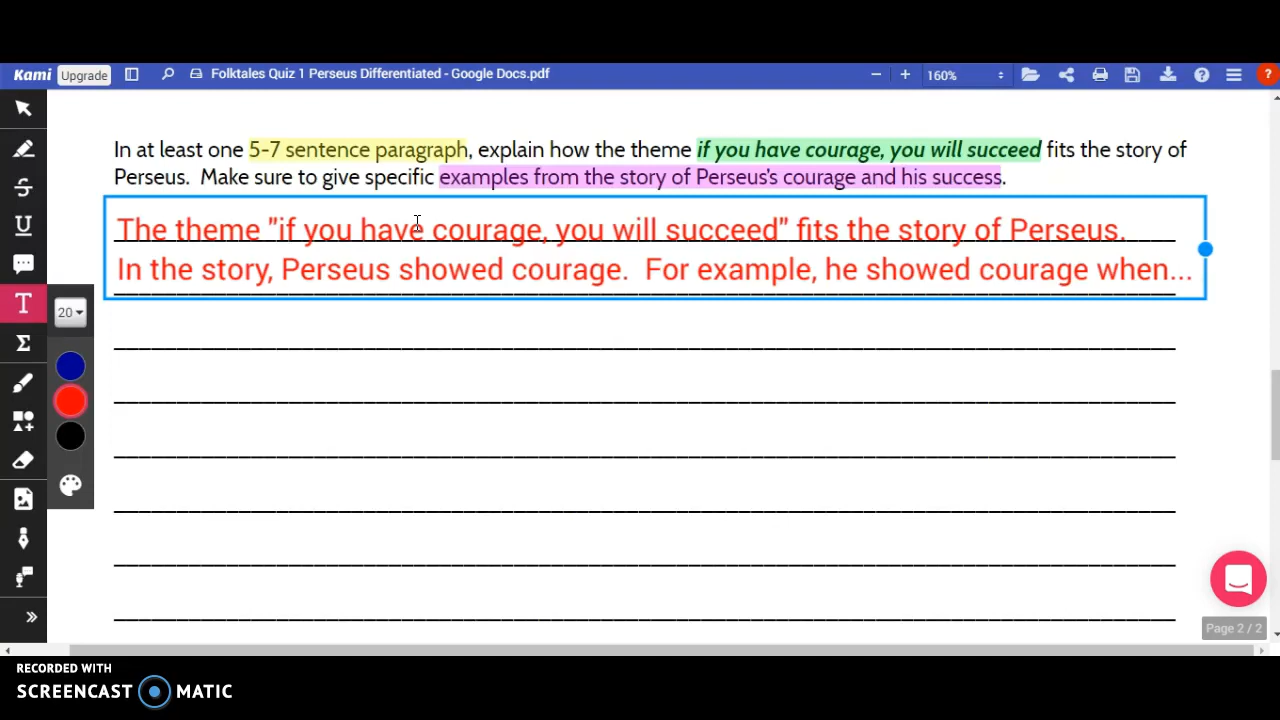 Kami Upgrade Folktales Quiz 1 Perseus Differentiated - Google Docs.pdf 160% ?
In at least one 5-7 sentence paragraph, explain how the theme if you have courage, you will succeed fits the story of
Perseus. Make sure to give specific examples from the story of Perseus's courage and his success.
The theme "if you have courage, you will succeed" fits the story of Perseus.
In the story, Perseus showed courage. For example, he showed courage when...
T
20
Σ
Page 2 / 2
RECORDED WITH
SCREENCAST MATIC